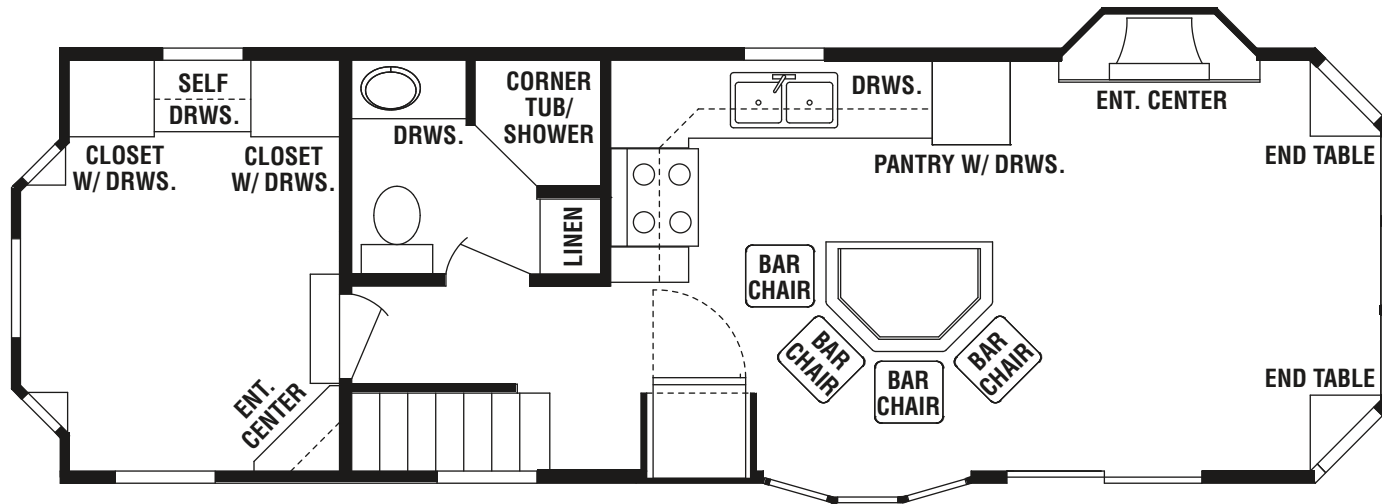 SELF
DRWS.
CLOSET
W/ DRWS.
CLOSET
W/ DRWS.
ENT.
CENTER
DRWS.
CORNER
TUB/
SHOWER
LINEN
DRWS.
PANTRY W/ DRWS.
ENT. CENTER
END TABLE
BAR
CHAIR
BAR
CHAIR
BAR
CHAIR
BAR
CHAIR
END TABLE